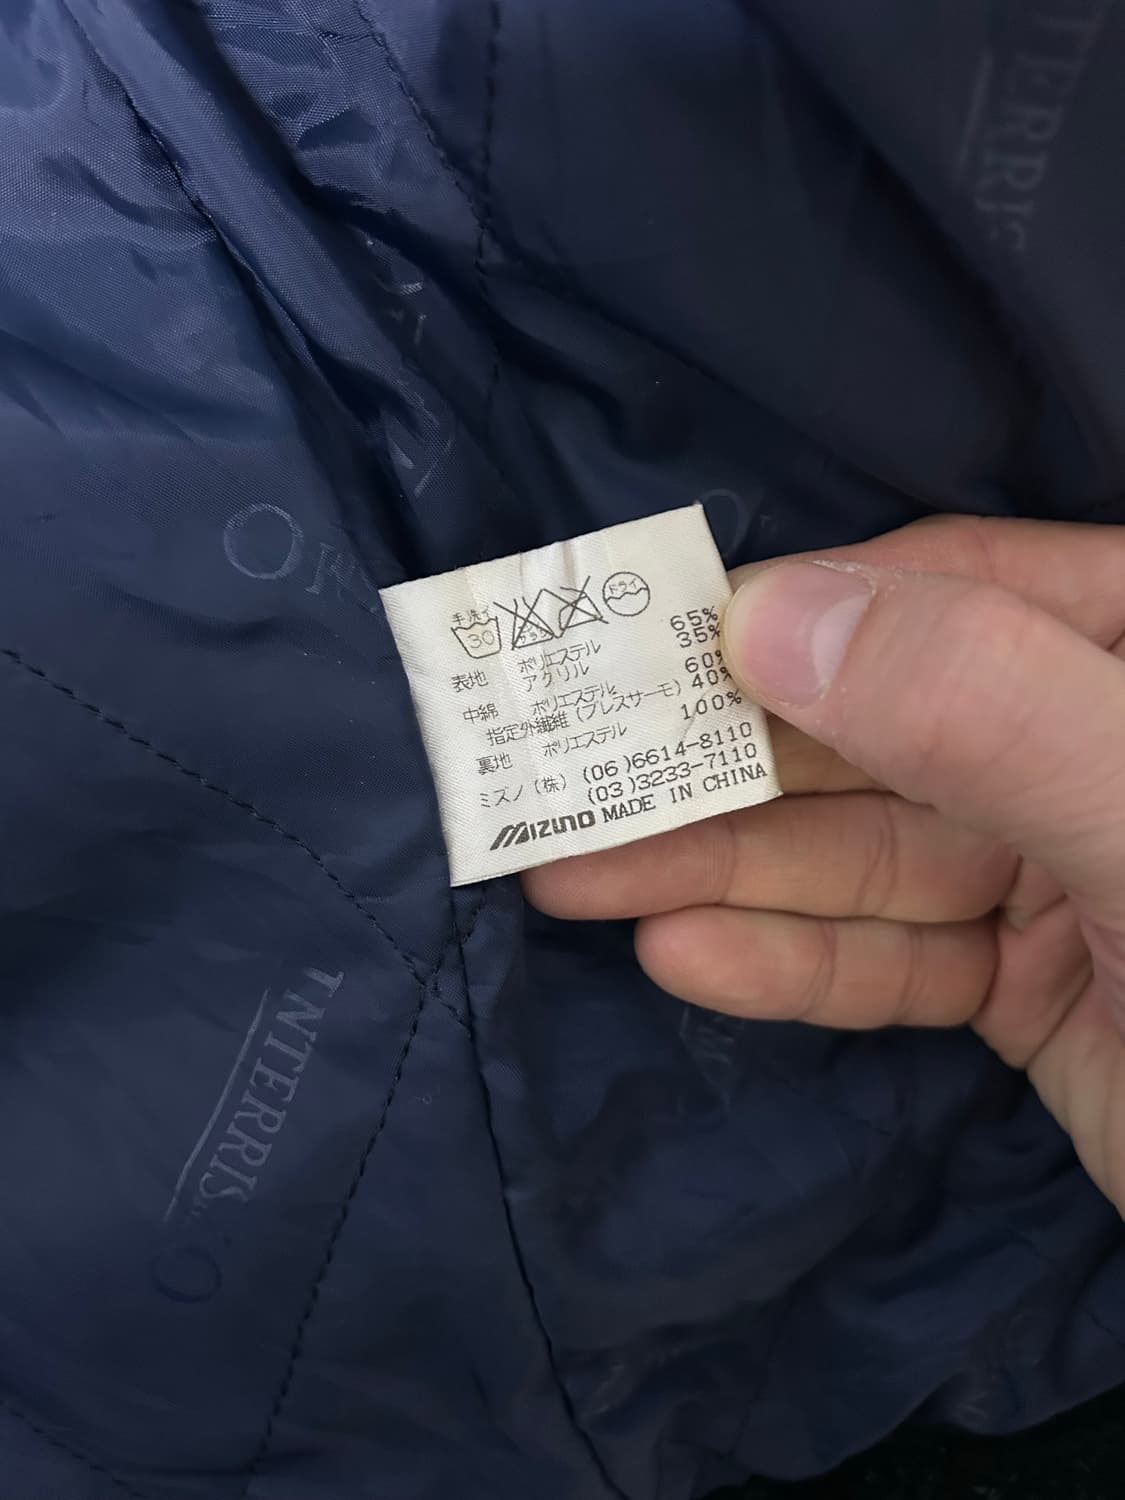 手洗イ
30
ドライ
表地 ポリエステル 65%
アクリル 35%
中綿 ポリエステル 60%
指定外繊維（ブレスサーモ） 40%
裏地 ポリエステル 100%
ミズノ（株） (06)6614-8110
(03)3233-7110
MIZUNO MADE IN CHINA
INTERRIS